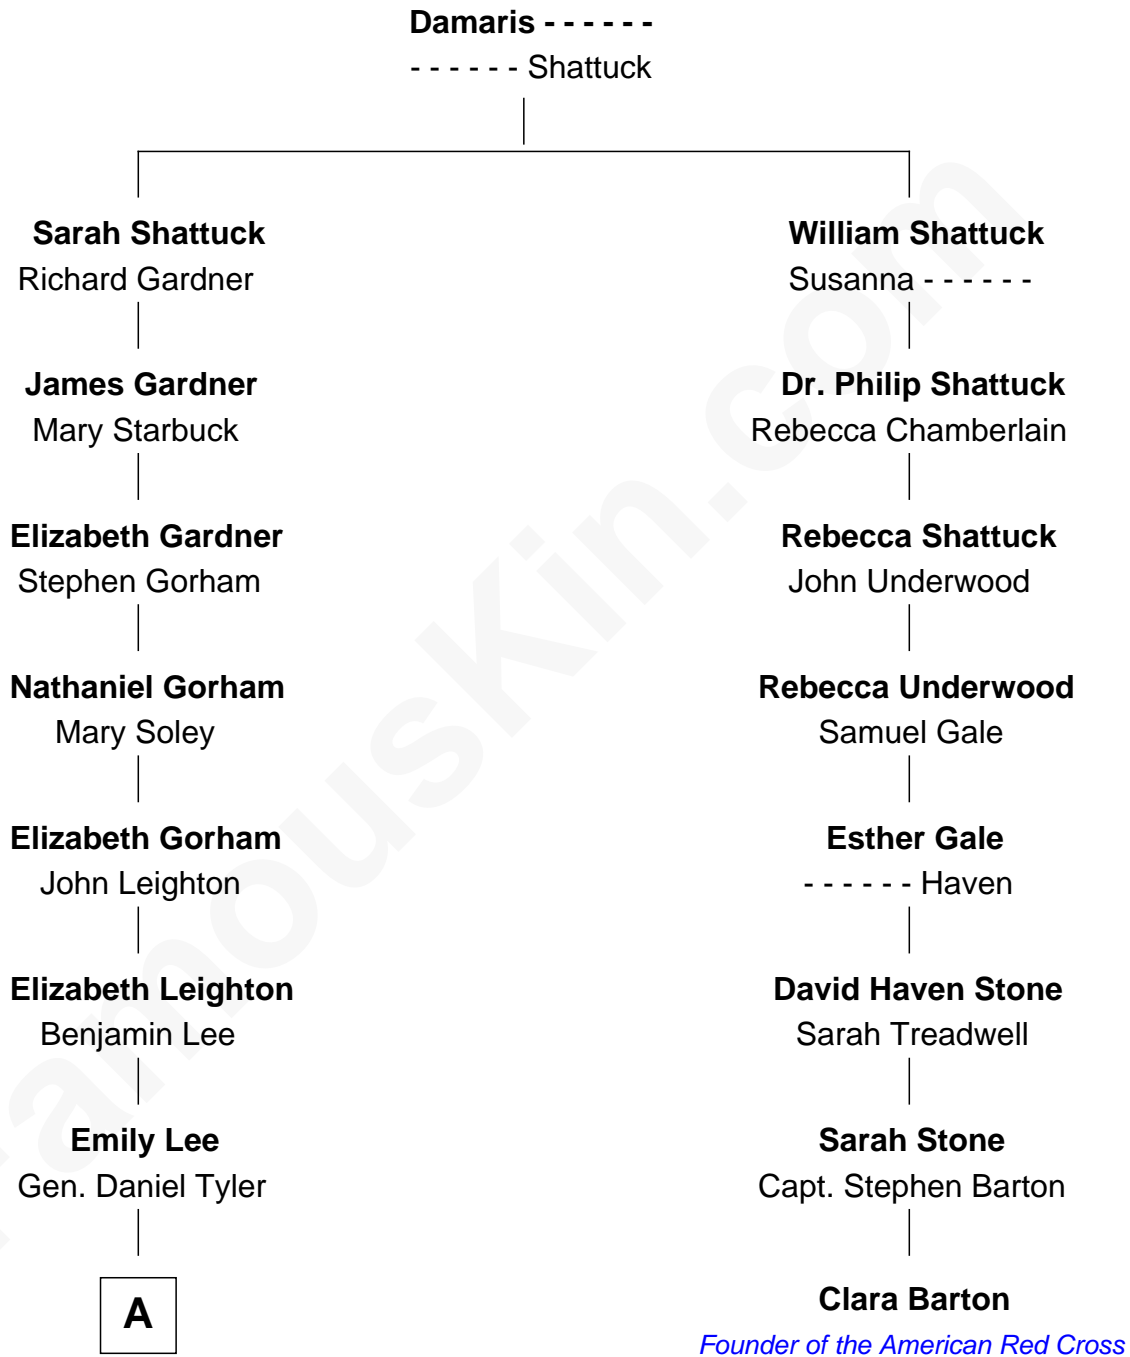 Damaris - - - - - -
- - - - - - Shattuck
Sarah Shattuck
Richard Gardner
William Shattuck
Susanna - - - - - -
James Gardner
Mary Starbuck
Dr. Philip Shattuck
Rebecca Chamberlain
Elizabeth Gardner
Stephen Gorham
Rebecca Shattuck
John Underwood
Nathaniel Gorham
Mary Soley
Rebecca Underwood
Samuel Gale
Elizabeth Gorham
John Leighton
Esther Gale
- - - - - - Haven
Elizabeth Leighton
Benjamin Lee
David Haven Stone
Sarah Treadwell
Emily Lee
Gen. Daniel Tyler
Sarah Stone
Capt. Stephen Barton
A
Clara Barton
Founder of the American Red Cross
FamousKin.com